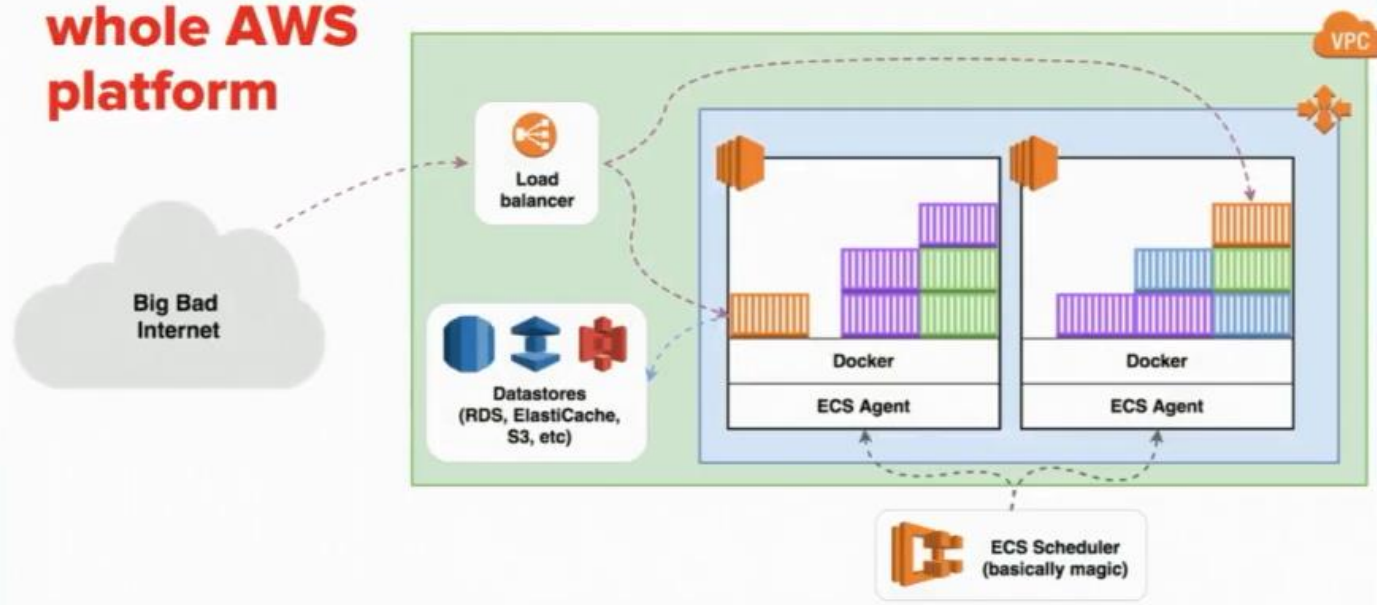 whole AWS
platform
VPC
Load
balancer
Big Bad
Internet
Datastores
(RDS, ElastiCache,
S3, etc)
Docker
ECS Agent
Docker
ECS Agent
ECS Scheduler
(basically magic)